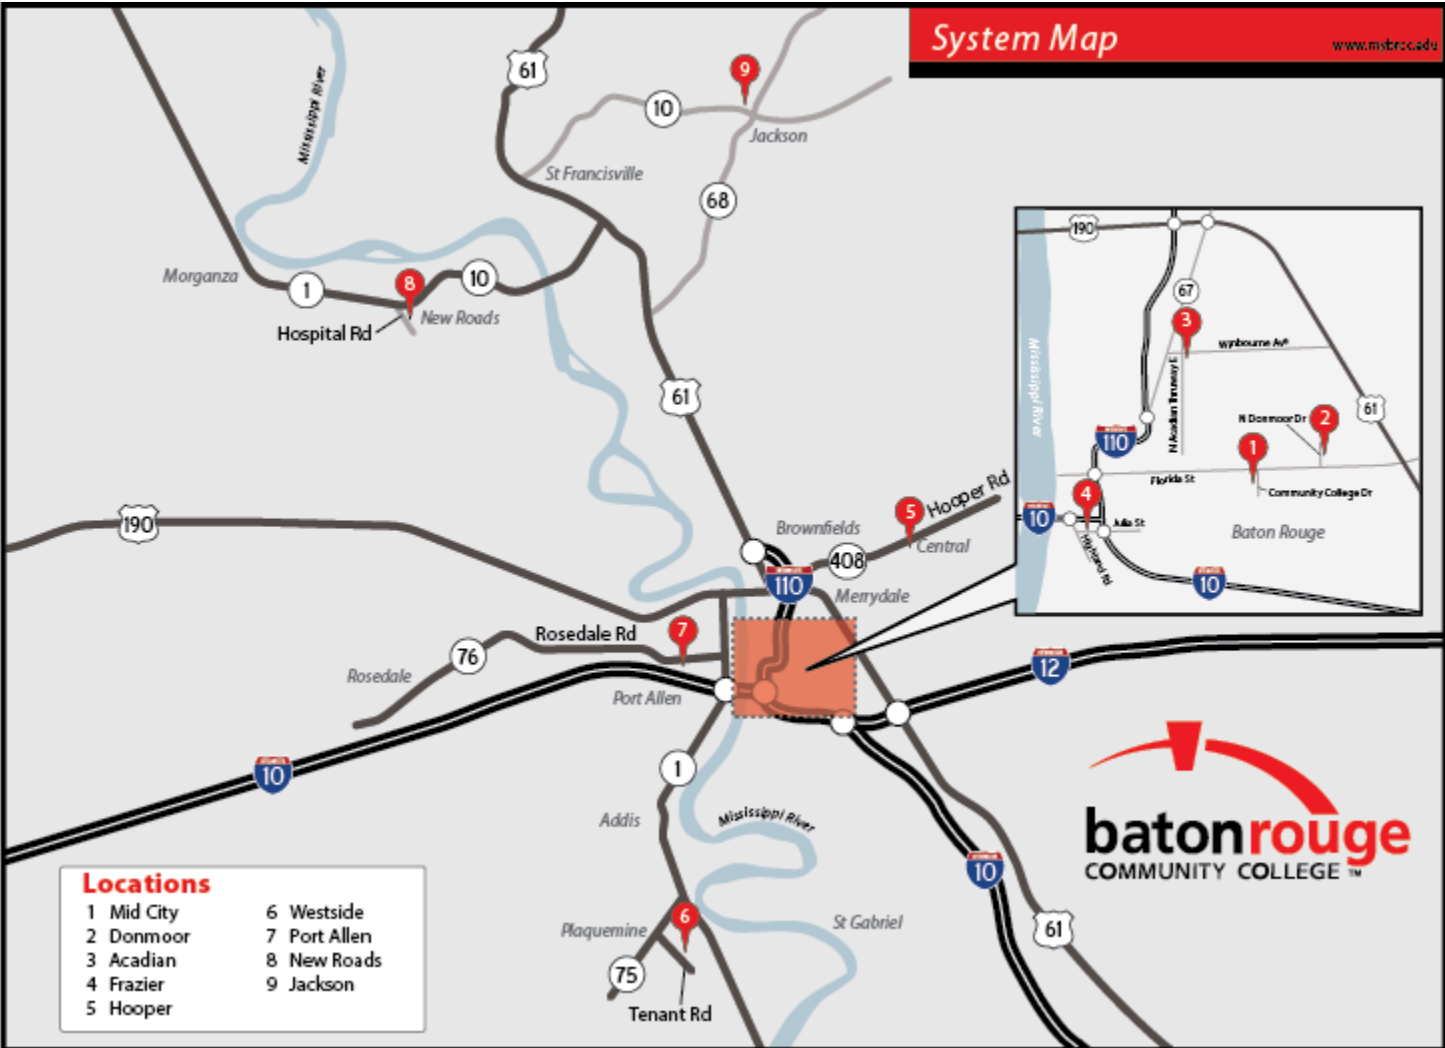 System Map
www.mybrcc.edu
61
Mississippi River
9
10
Jackson
St Francisville
68
190
67
3
Winbourne Ave
N Acadian Thruway E
Mississippi River
61
N Donmoor Dr
2
110
1
Florida St
Community College Dr
4
10
Julia St
Highland Rd
Baton Rouge
10
Morganza
1
8
10
New Roads
Hospital Rd
61
190
5
Hooper Rd
Brownfields
408
Central
110
Merrydale
Rosedale Rd
7
76
Rosedale
Port Allen
12
10
1
Addis
Mississippi River
10
batonrouge
COMMUNITY COLLEGE ™
6
Plaquemine
St Gabriel
61
75
Tenant Rd
Locations
1 Mid City
2 Donmoor
3 Acadian
4 Frazier
5 Hooper
6 Westside
7 Port Allen
8 New Roads
9 Jackson